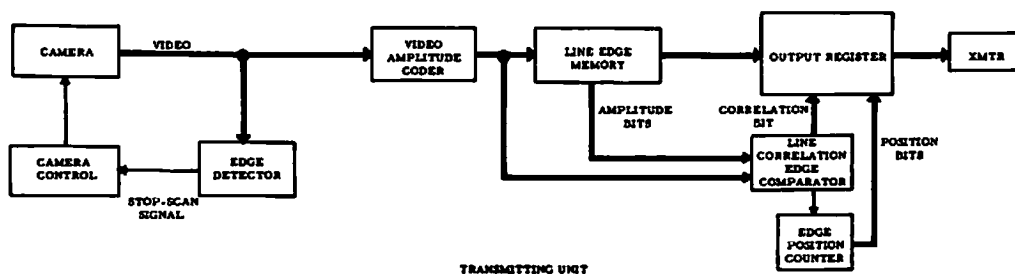 CAMERA
VIDEO
VIDEO
AMPLITUDE
CODER
LINE EDGE
MEMORY
OUTPUT REGISTER
XMTR
AMPLITUDE
BITS
CORRELATION
BIT
POSITION
BITS
CAMERA
CONTROL
EDGE
DETECTOR
LINE
CORRELATION
EDGE
COMPARATOR
STOP-SCAN
SIGNAL
EDGE
POSITION
COUNTER
TRANSMITTING UNIT